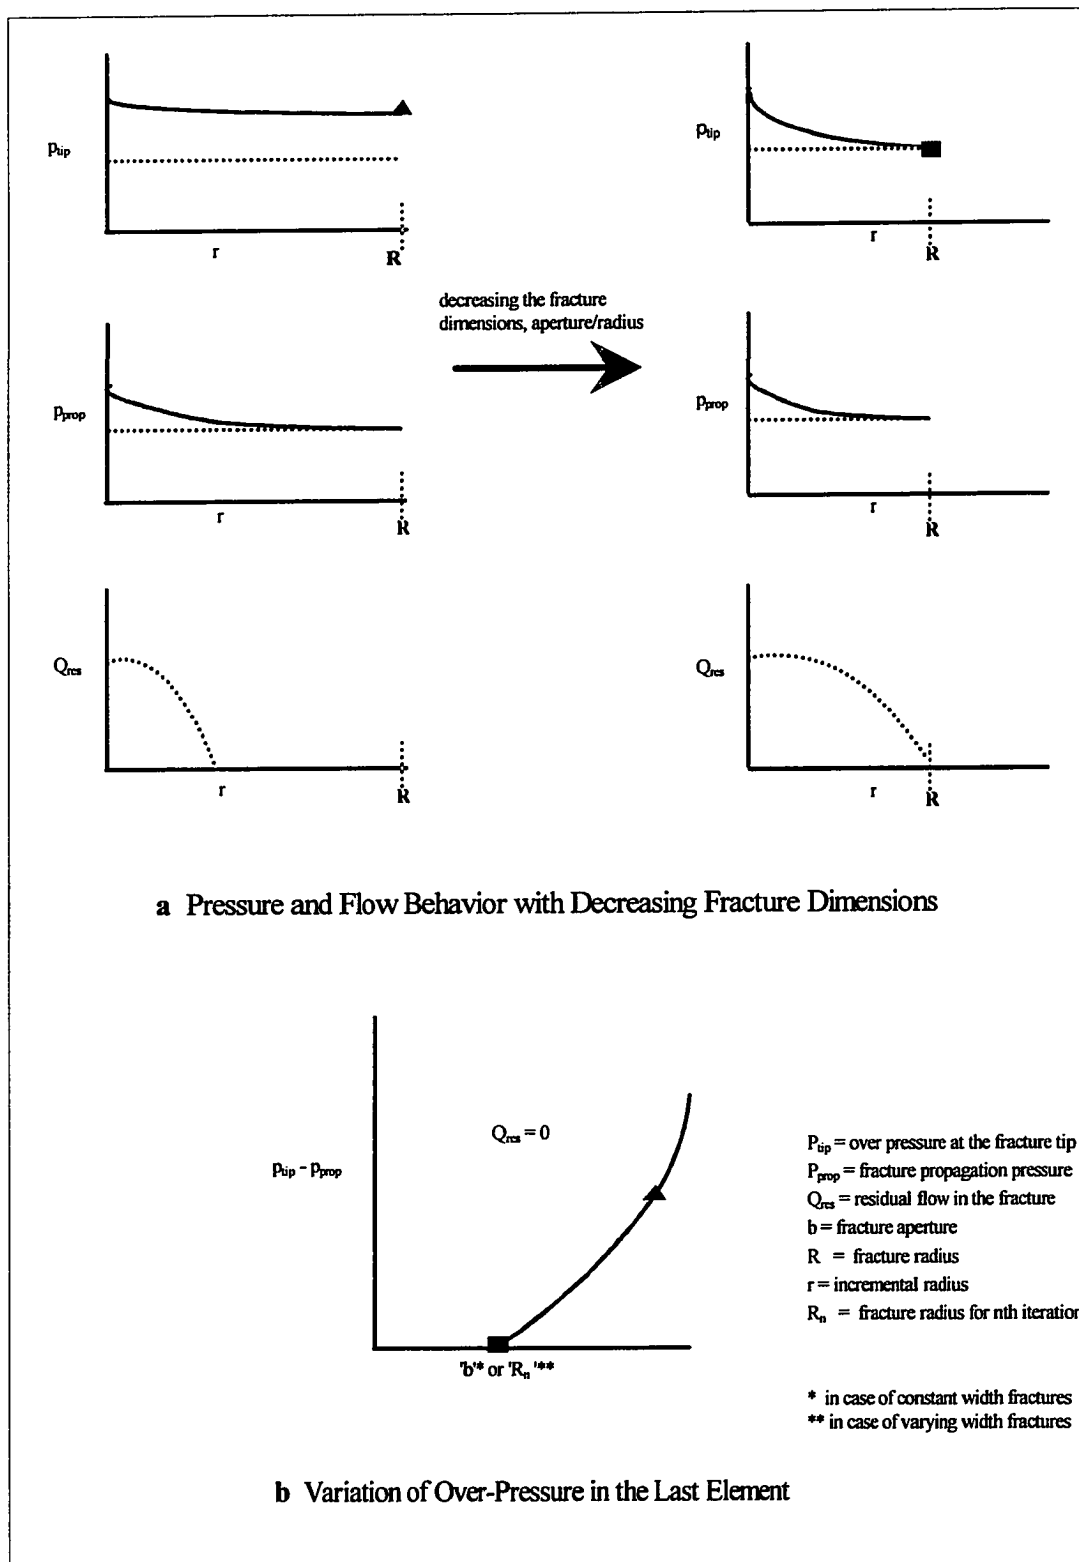 p_tip
r
R
p_tip
r
R
decreasing the fracture
dimensions, aperture/radius
p_prop
r
R
p_prop
r
R
Q_res
r
R
Q_res
r
R
a Pressure and Flow Behavior with Decreasing Fracture Dimensions
p_tip - p_prop
Q_res = 0
'b'* or 'R_n'**
P_tip = over pressure at the fracture tip
P_prop = fracture propagation pressure
Q_res = residual flow in the fracture
b = fracture aperture
R = fracture radius
r = incremental radius
R_n = fracture radius for nth iteration
* in case of constant width fractures
** in case of varying width fractures
b Variation of Over-Pressure in the Last Element